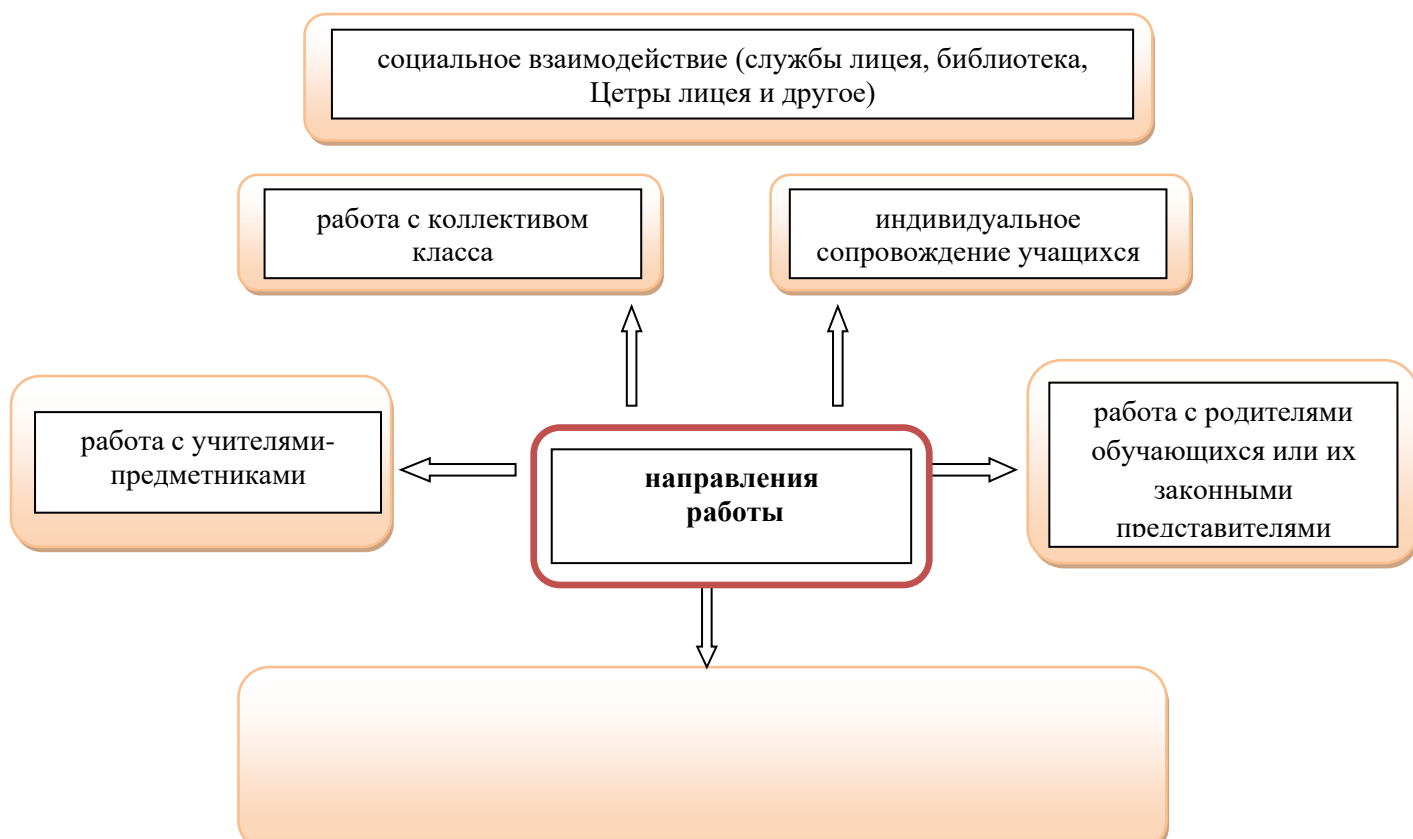 социальное взаимодействие (службы лицея, библиотека,
Цетры лицея и другое)
работа с коллективом
класса
индивидуальное
сопровождение учащихся
работа с учителями-
предметниками
направления
работы
работа с родителями
обучающихся или их
законными
представителями